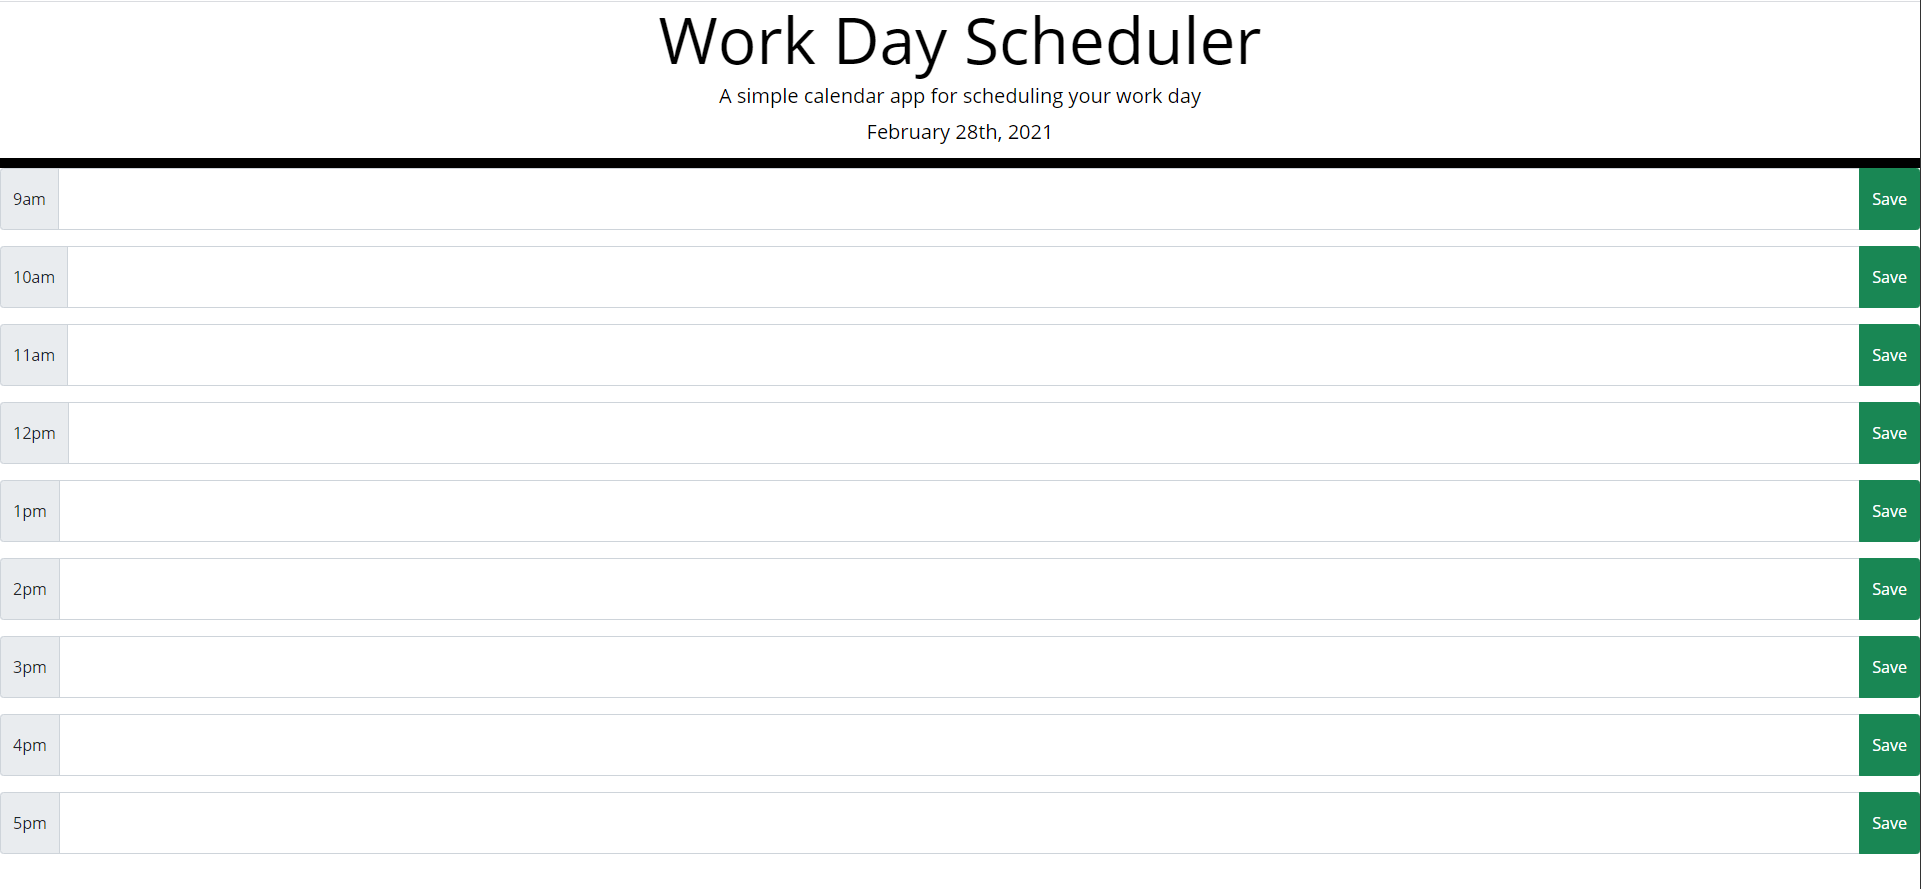 Work Day Scheduler
A simple calendar app for scheduling your work day
February 28th, 2021
9am Save
10am Save
11am Save
12pm Save
1pm Save
2pm Save
3pm Save
4pm Save
5pm Save